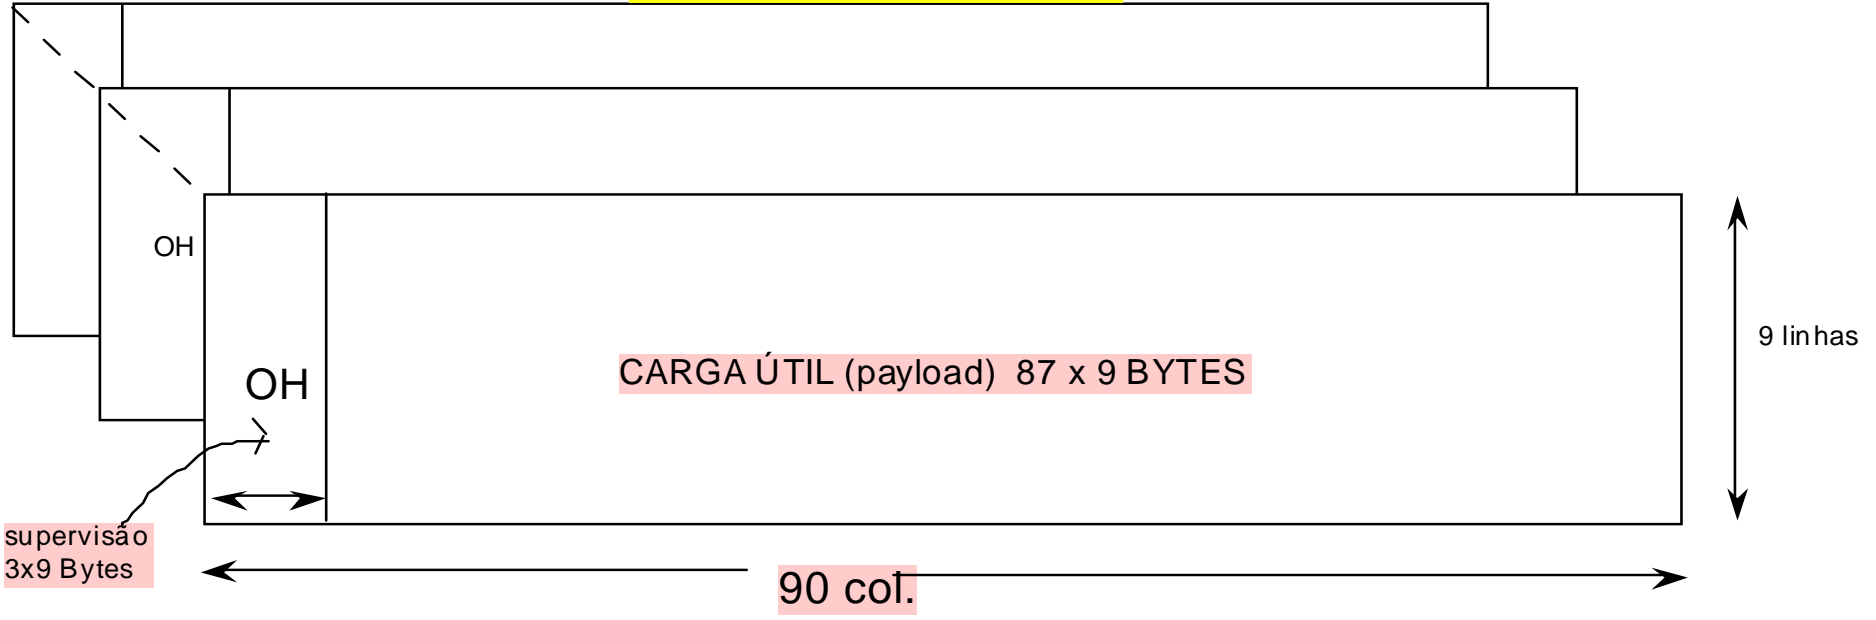 OH
9 linhas
CARGA ÚTIL (payload) 87 x 9 BYTES
OH
supervisão
3x9 Bytes
90 col.